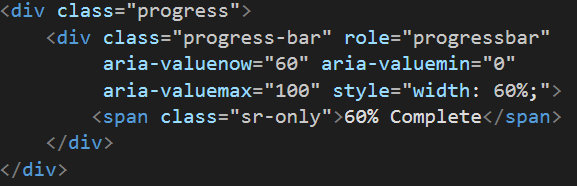 <div class="progress">
    <div class="progress-bar" role="progressbar"
         aria-valuenow="60" aria-valuemin="0"
         aria-valuemax="100" style="width: 60%;">
        <span class="sr-only">60% Complete</span>
    </div>
</div>